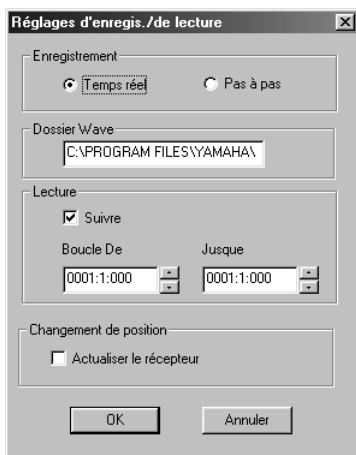 Réglages d'enregis./de lecture
Enregistrement
Temps réel
Pas à pas
Dossier Wave
C:\PROGRAM FILES\YAMAHA\
Lecture
Suivre
Boucle De
Jusque
0001:1:000
0001:1:000
Changement de position
Actualiser le récepteur
OK
Annuler